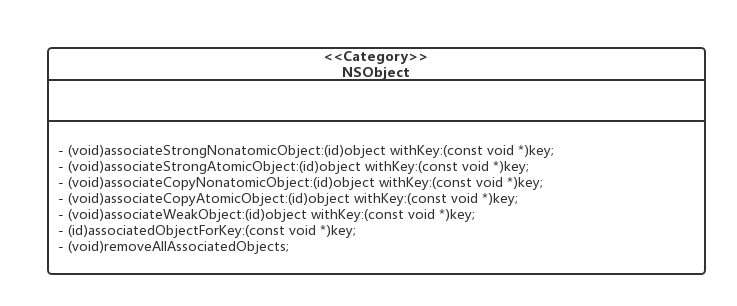 <<Category>>
NSObject
- (void)associateStrongNonatomicObject:(id)object withKey:(const void *)key;
- (void)associateStrongAtomicObject:(id)object withKey:(const void *)key;
- (void)associateCopyNonatomicObject:(id)object withKey:(const void *)key;
- (void)associateCopyAtomicObject:(id)object withKey:(const void *)key;
- (void)associateWeakObject:(id)object withKey:(const void *)key;
- (id)associatedObjectForKey:(const void *)key;
- (void)removeAllAssociatedObjects;